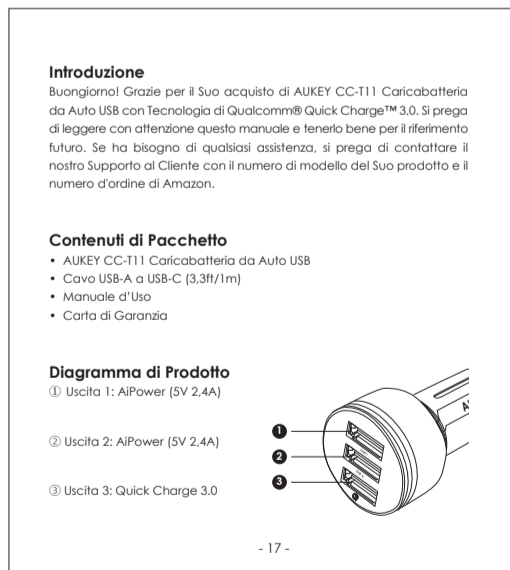 Introduzione
Buongiorno! Grazie per il Suo acquisto di AUKEY CC-T11 Caricabatteria
da Auto USB con Tecnologia di Qualcomm® Quick Charge™ 3.0. Si prega
di leggere con attenzione questo manuale e tenerlo bene per il riferimento
futuro. Se ha bisogno di qualsiasi assistenza, si prega di contattare il
nostro Supporto al Cliente con il numero di modello del Suo prodotto e il
numero d'ordine di Amazon.
Contenuti di Pacchetto
• AUKEY CC-T11 Caricabatteria da Auto USB
• Cavo USB-A a USB-C (3,3ft/1m)
• Manuale d'Uso
• Carta di Garanzia
Diagramma di Prodotto
① Uscita 1: AiPower (5V 2,4A)
② Uscita 2: AiPower (5V 2,4A)
③ Uscita 3: Quick Charge 3.0
1
2
3
- 17 -